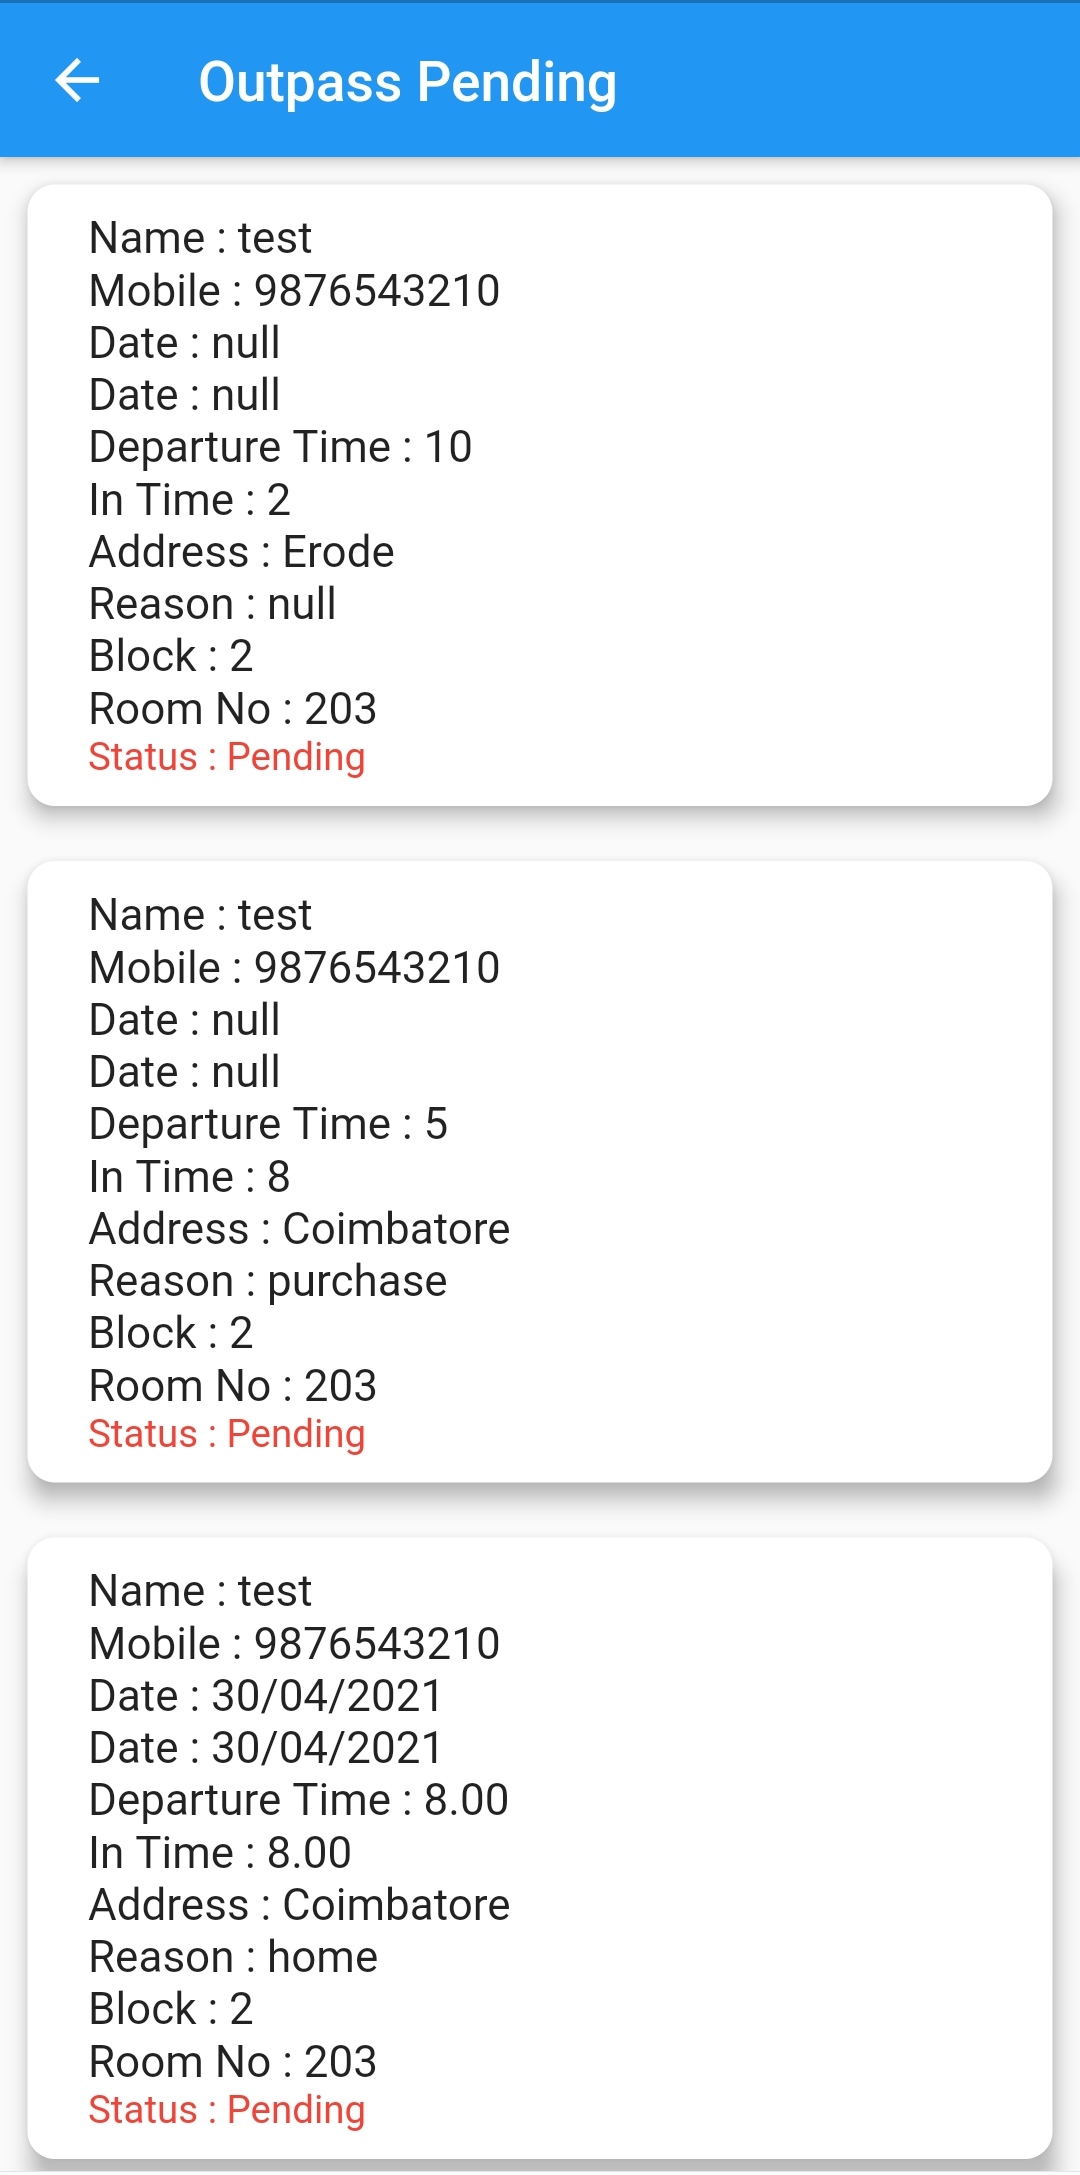 Outpass Pending
Name : test
Mobile : 9876543210
Date : null
Date : null
Departure Time : 10
In Time : 2
Address : Erode
Reason : null
Block : 2
Room No : 203
Status : Pending
Name : test
Mobile : 9876543210
Date : null
Date : null
Departure Time : 5
In Time : 8
Address : Coimbatore
Reason : purchase
Block : 2
Room No : 203
Status : Pending
Name : test
Mobile : 9876543210
Date : 30/04/2021
Date : 30/04/2021
Departure Time : 8.00
In Time : 8.00
Address : Coimbatore
Reason : home
Block : 2
Room No : 203
Status : Pending